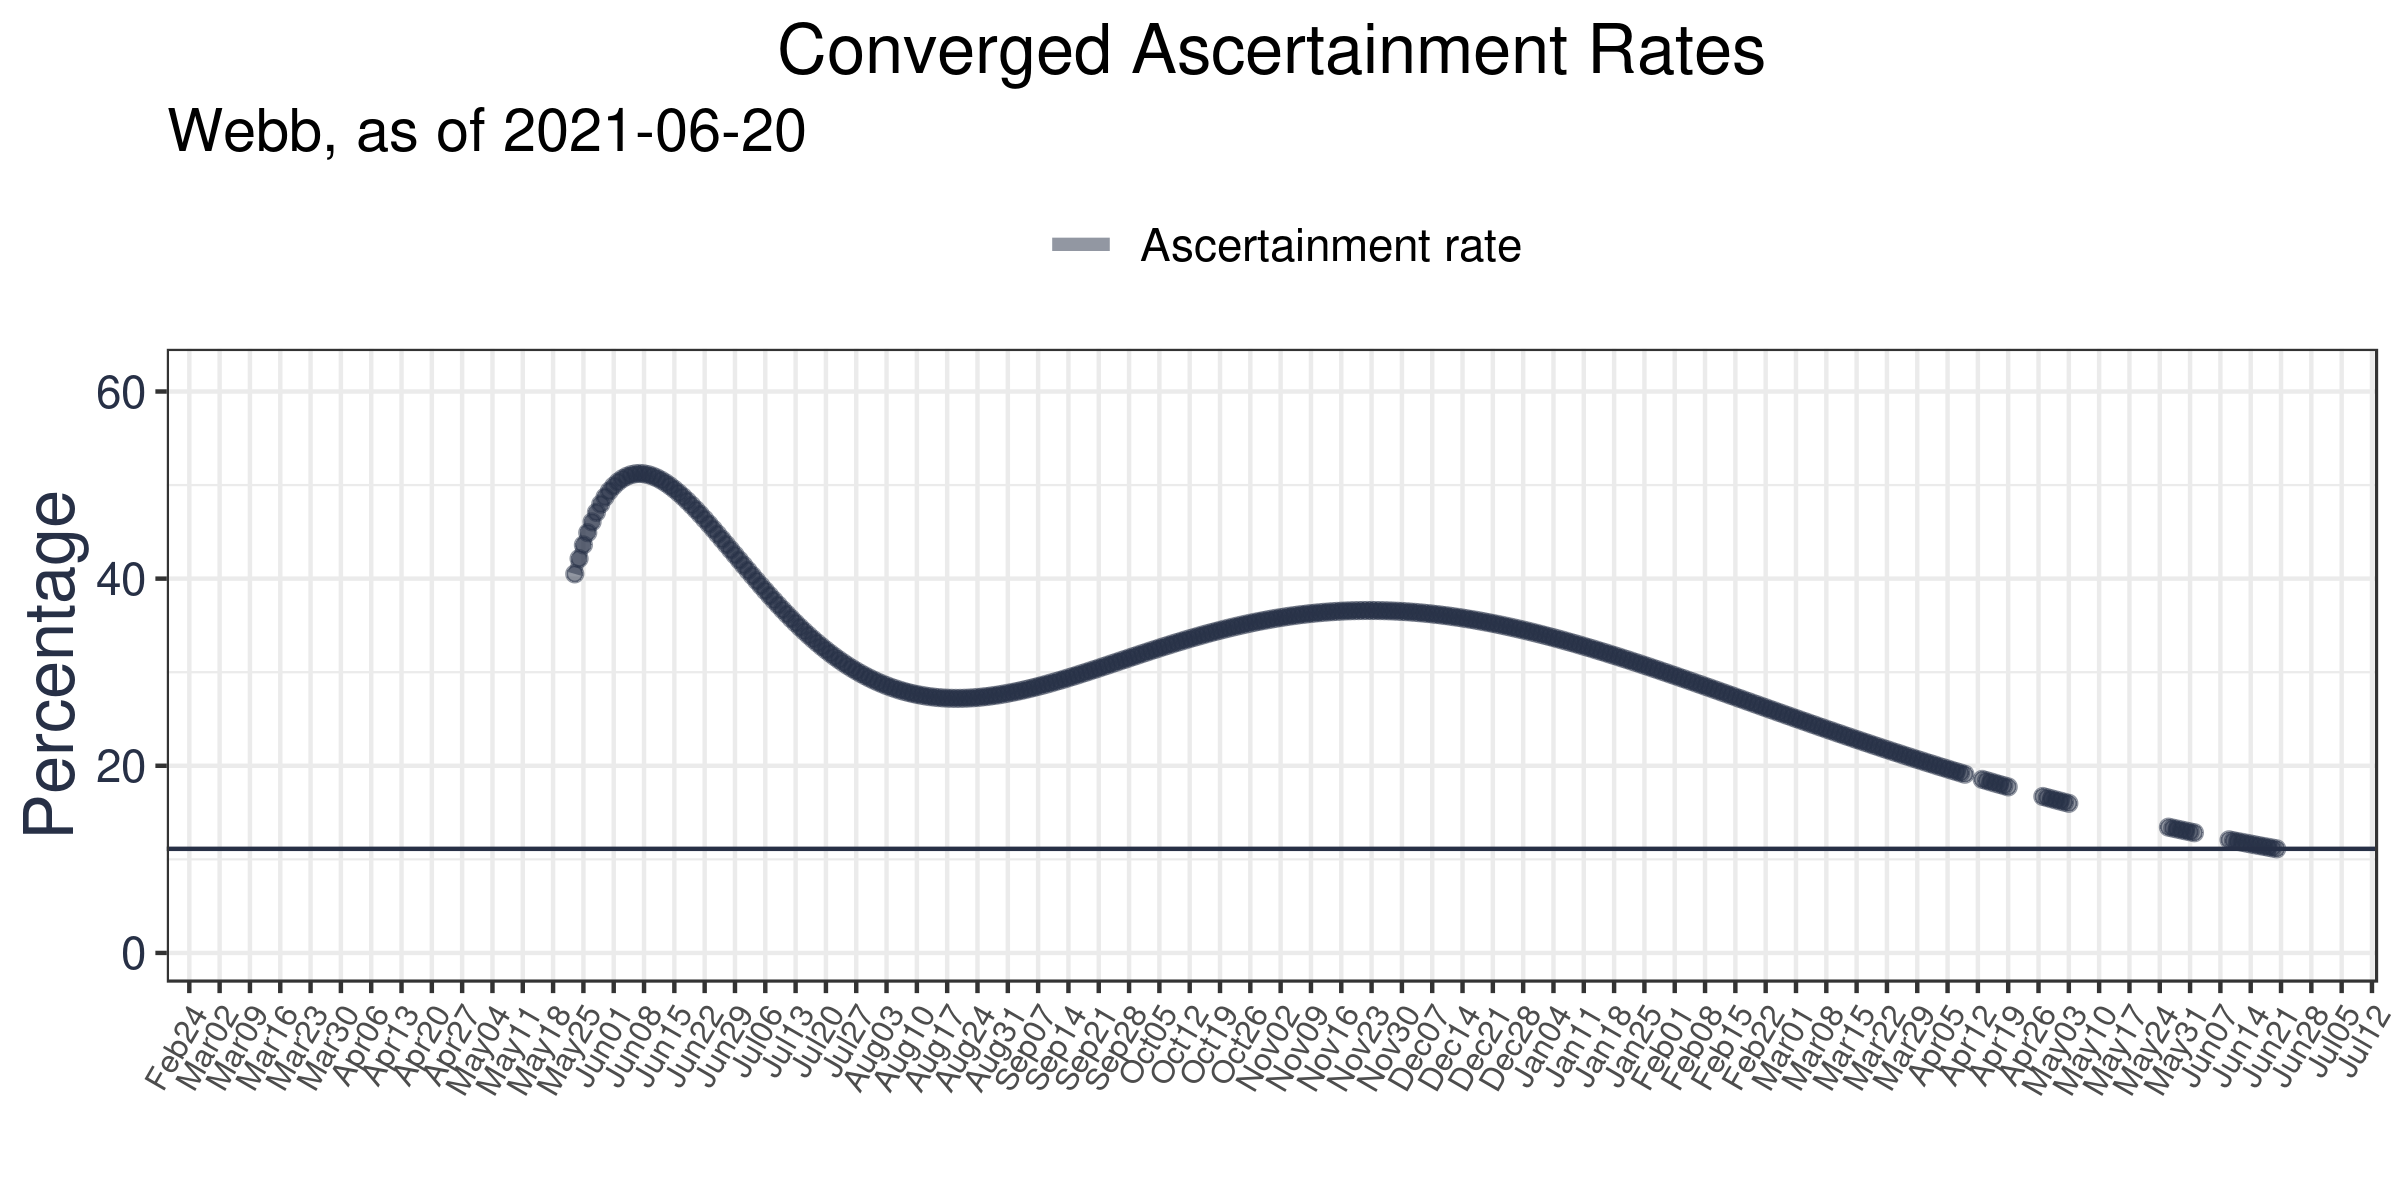 Converged Ascertainment Rates
Webb, as of 2021-06-20
Ascertainment rate
Percentage
60
40
20
0
Feb24 Mar02 Mar09 Mar16 Mar23 Mar30 Apr06 Apr13 Apr20 Apr27 May04 May11 May18 May25 Jun01 Jun08 Jun15 Jun22 Jun29 Jul06 Jul13 Jul20 Jul27 Aug03 Aug10 Aug17 Aug24 Aug31 Sep07 Sep14 Sep21 Sep28 Oct05 Oct12 Oct19 Oct26 Nov02 Nov09 Nov16 Nov23 Nov30 Dec07 Dec14 Dec21 Dec28 Jan04 Jan11 Jan18 Jan25 Feb01 Feb08 Feb15 Feb22 Mar01 Mar08 Mar15 Mar22 Mar29 Apr05 Apr12 Apr19 Apr26 May03 May10 May17 May24 May31 Jun07 Jun14 Jun21 Jun28 Jul05 Jul12